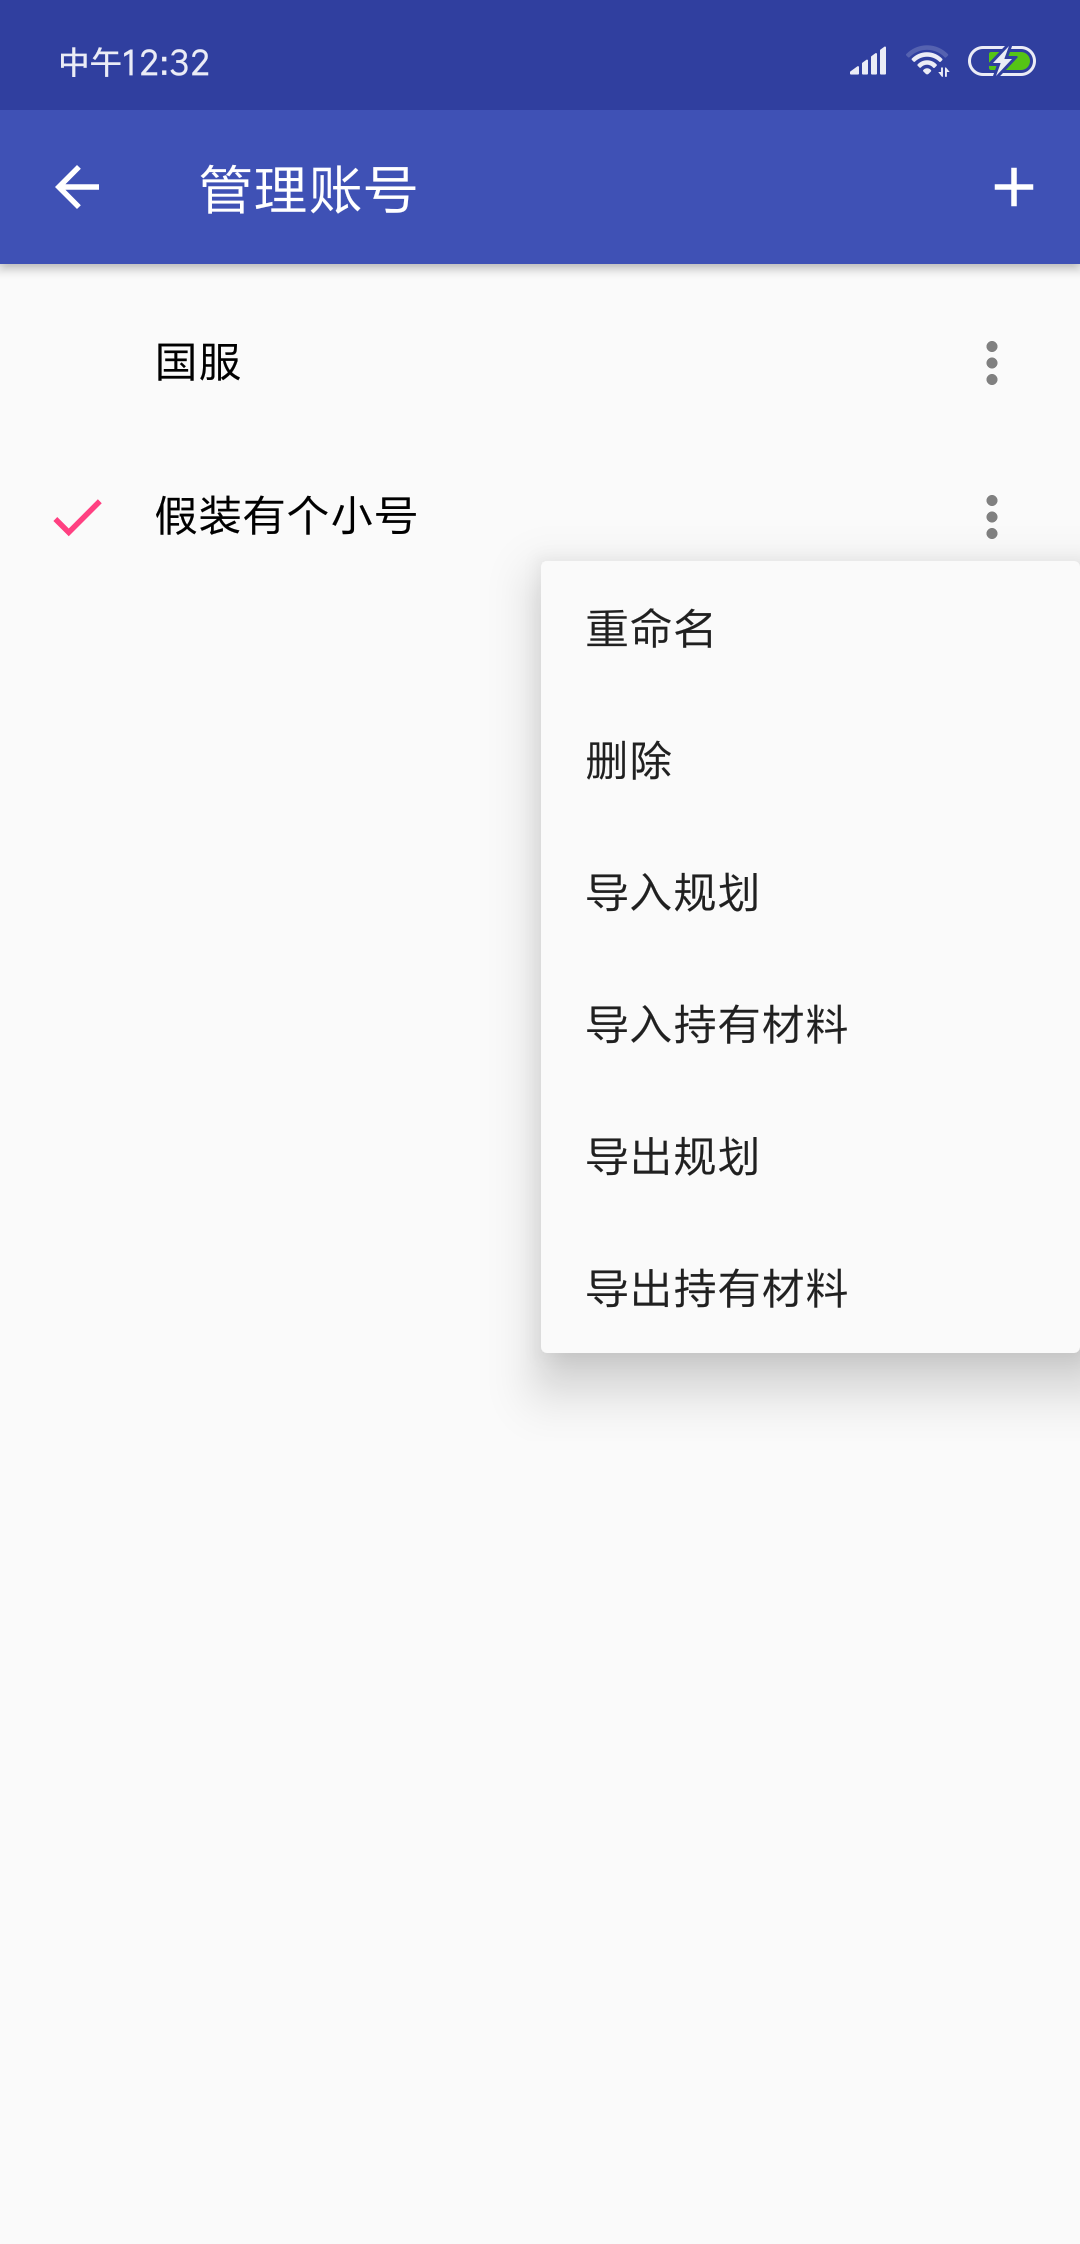 中午12:32
管理账号
国服
假装有个小号
重命名
删除
导入规划
导入持有材料
导出规划
导出持有材料